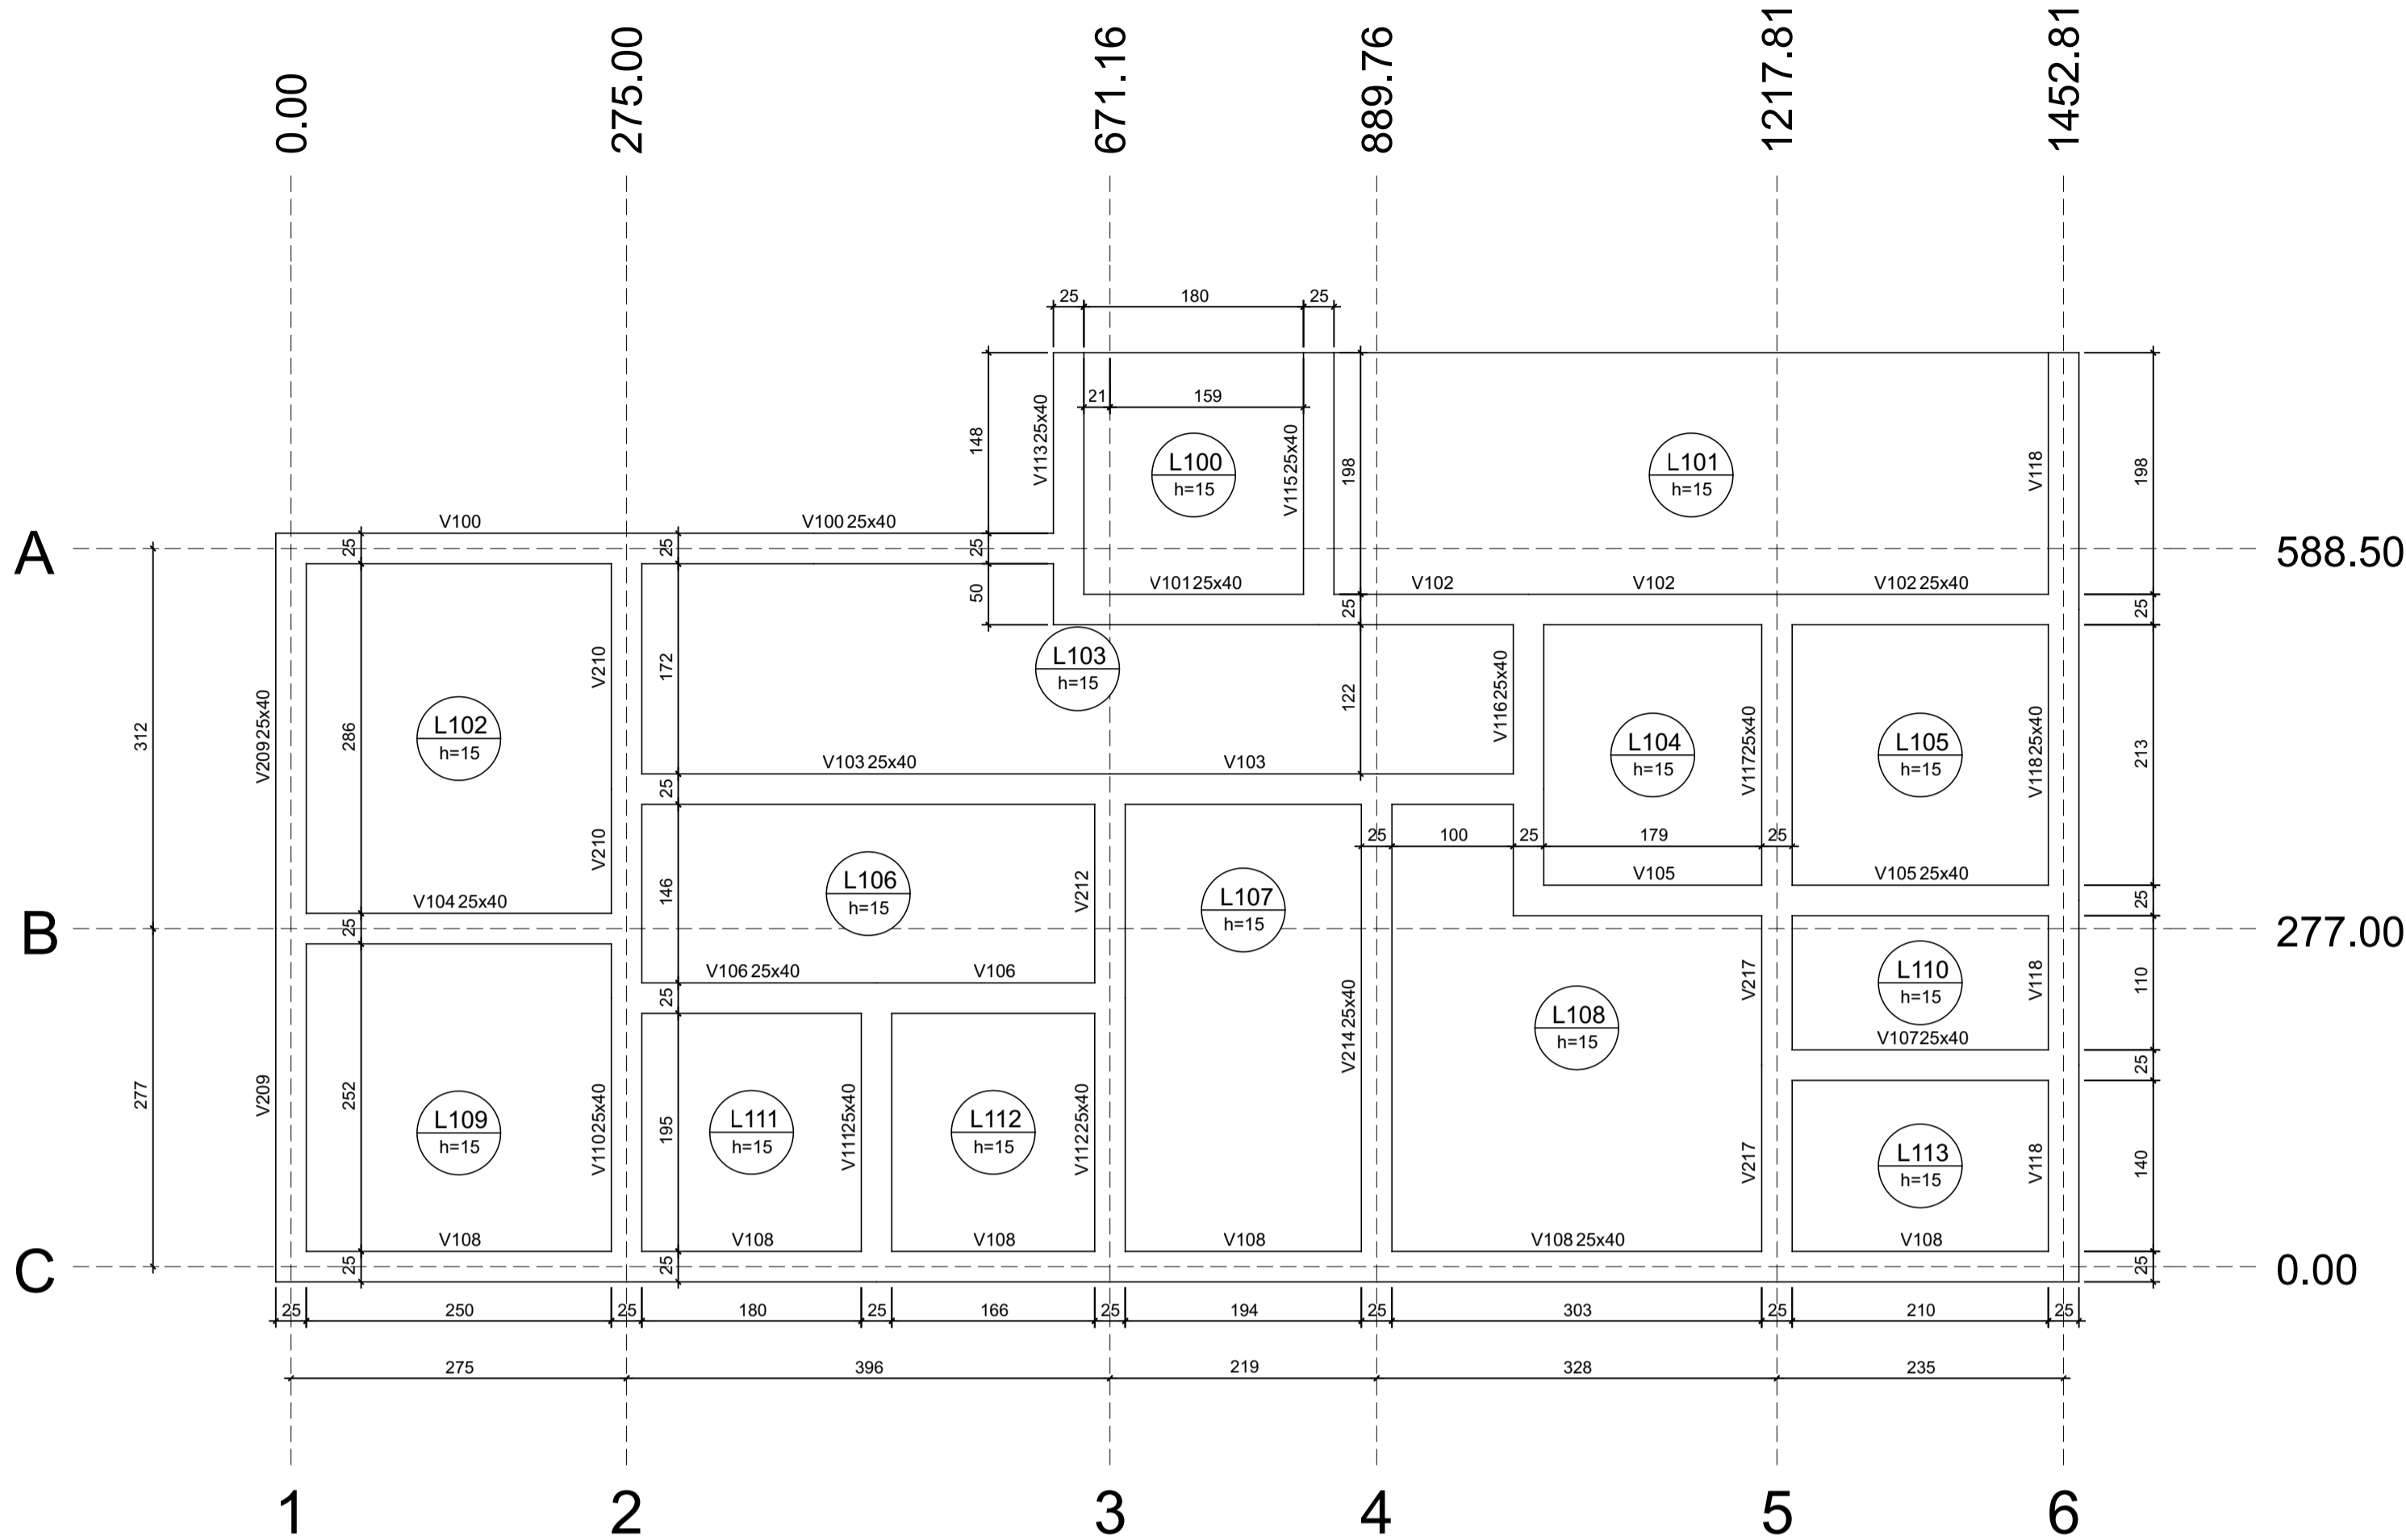 0.00
275.00
671.16
889.76
1217.81
1452.81
25 180 25
21 159
148
V113 25x40
L100
h=15
V115 25x40
198
L101
h=15
V118
198
V100
V100 25x40
A
25
25
25
588.50
50
V101 25x40
V102
V102
V102 25x40
25
25
312
V209 25x40
286
L102
h=15
V210
172
L103
h=15
122
V116 25x40
L104
h=15
V117 25x40
L105
h=15
V118 25x40
213
V103 25x40
V103
25
V210
146
L106
h=15
V212
L107
h=15
25 100 25 179 25
V105
V105 25x40
V104 25x40
25
25
B
277.00
V106 25x40
V106
25
V214 25x40
L108
h=15
V217
L110
h=15
V118
110
V107 25x40
25
277
V209
252
L109
h=15
V110 25x40
195
L111
h=15
V111 25x40
L112
h=15
V112 25x40
V217
L113
h=15
V118
140
V108
V108
V108
V108
V108 25x40
V108
C
25
25
25
0.00
25 250 25 180 25 166 25 194 25 303 25 210 25
275 396 219 328 235
1 2 3 4 5 6